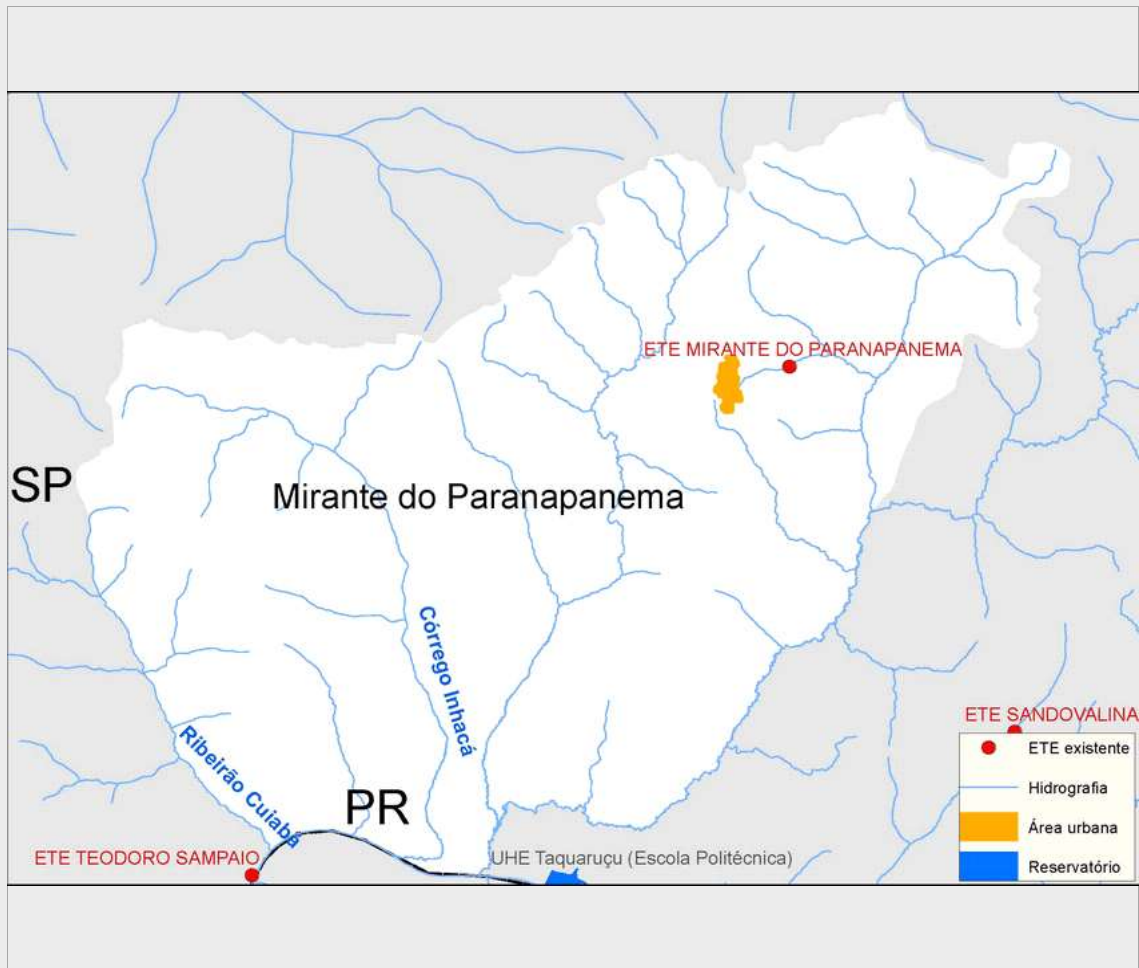 ETE MIRANTE DO PARANAPANEMA
SP
Mirante do Paranapanema
Córrego Inhacá
Ribeirão Cuiabá
PR
ETE SANDOVALINA
ETE existente
Hidrografia
Área urbana
Reservatório
ETE TEODORO SAMPAIO
UHE Taquaruçu (Escola Politécnica)